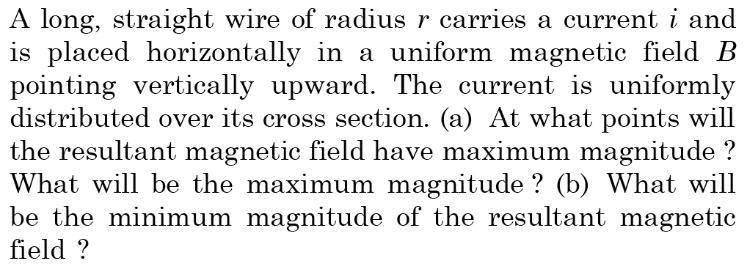 A long, straight wire of radius r carries a current i and
is placed horizontally in a uniform magnetic field B
pointing vertically upward. The current is uniformly
distributed over its cross section. (a) At what points will
the resultant magnetic field have maximum magnitude ?
What will be the maximum magnitude ? (b) What will
be the minimum magnitude of the resultant magnetic
field ?